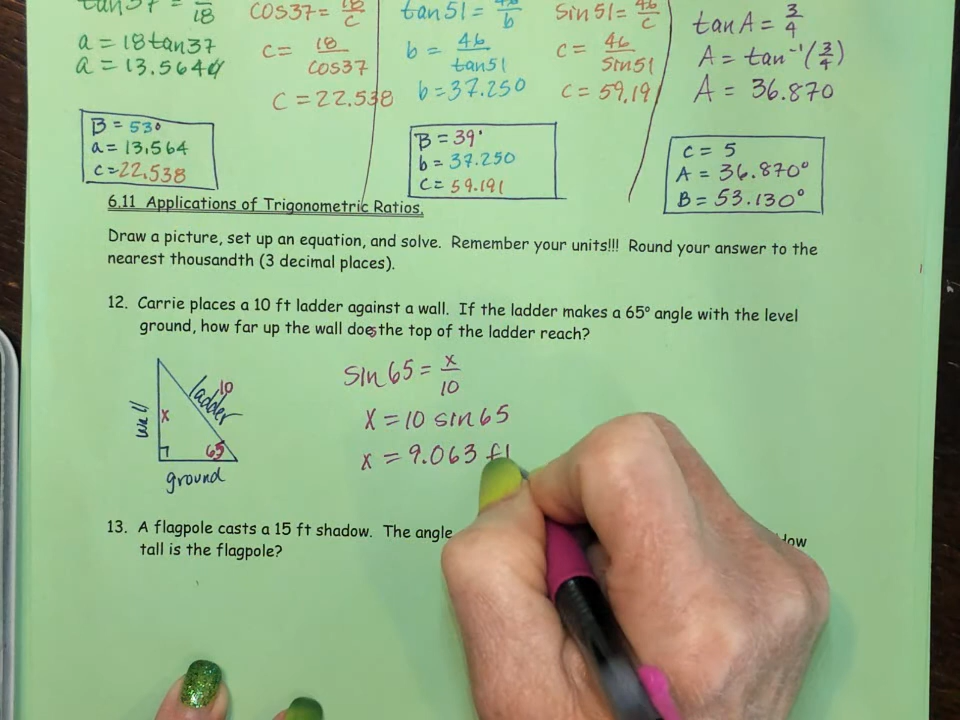 tan37 = /18
a = 18tan37
a = 13.5640
cos37 = 18/c
c = 18/cos37
c = 22.538
tan51 = 46/b
b = 46/tan51
b = 37.250
sin51 = 46/c
c = 46/sin51
c = 59.191
tanA = 3/4
A = tan⁻¹(3/4)
A = 36.870
B = 53°
a = 13.564
c = 22.538
B = 39°
b = 37.250
c = 59.191
c = 5
A = 36.870°
B = 53.130°
6.11 Applications of Trigonometric Ratios.
Draw a picture, set up an equation, and solve. Remember your units!!! Round your answer to the
nearest thousandth (3 decimal places).
12. Carrie places a 10 ft ladder against a wall. If the ladder makes a 65° angle with the level
ground, how far up the wall does the top of the ladder reach?
wall
x
ladder
10
65
ground
sin65 = x/10
x = 10 sin65
x = 9.063 ft
13. A flagpole casts a 15 ft shadow. The angle
How
tall is the flagpole?